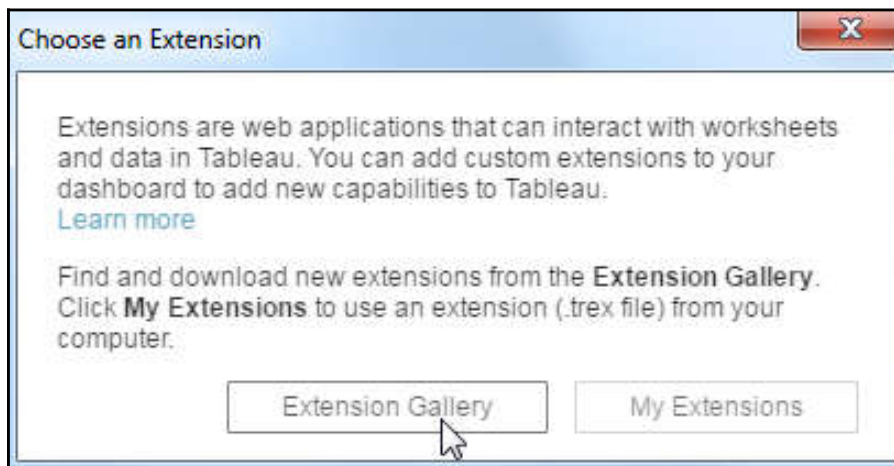 Choose an Extension
Extensions are web applications that can interact with worksheets
and data in Tableau. You can add custom extensions to your
dashboard to add new capabilities to Tableau.
Learn more
Find and download new extensions from the Extension Gallery.
Click My Extensions to use an extension (.trex file) from your
computer.
Extension Gallery
My Extensions